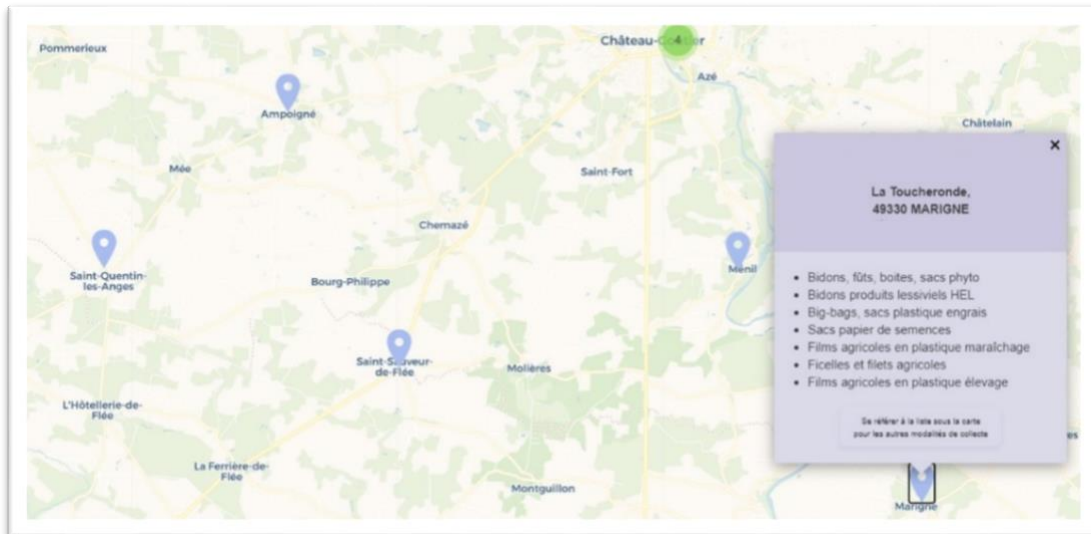 Pommerieux
Château-Gontier
4
Azé
Ampoigné
Châtelain
×
Mée
Saint-Fort
La Toucheronde,
49330 MARIGNE
Chemazé
Saint-Quentin-
les-Anges
Bourg-Philippe
Ménil
• Bidons, fûts, boites, sacs phyto
• Bidons produits lessiviels HEL
• Big-bags, sacs plastique engrais
• Sacs papier de semences
• Films agricoles en plastique maraîchage
• Ficelles et filets agricoles
• Films agricoles en plastique élevage
Saint-Sauveur-
de-Flée
Molières
L'Hôtellerie-de-
Flée
Se référer à la liste sous la carte
pour les autres modalités de collecte
es
La Ferrière-de-
Flée
Montguillon
Marigné